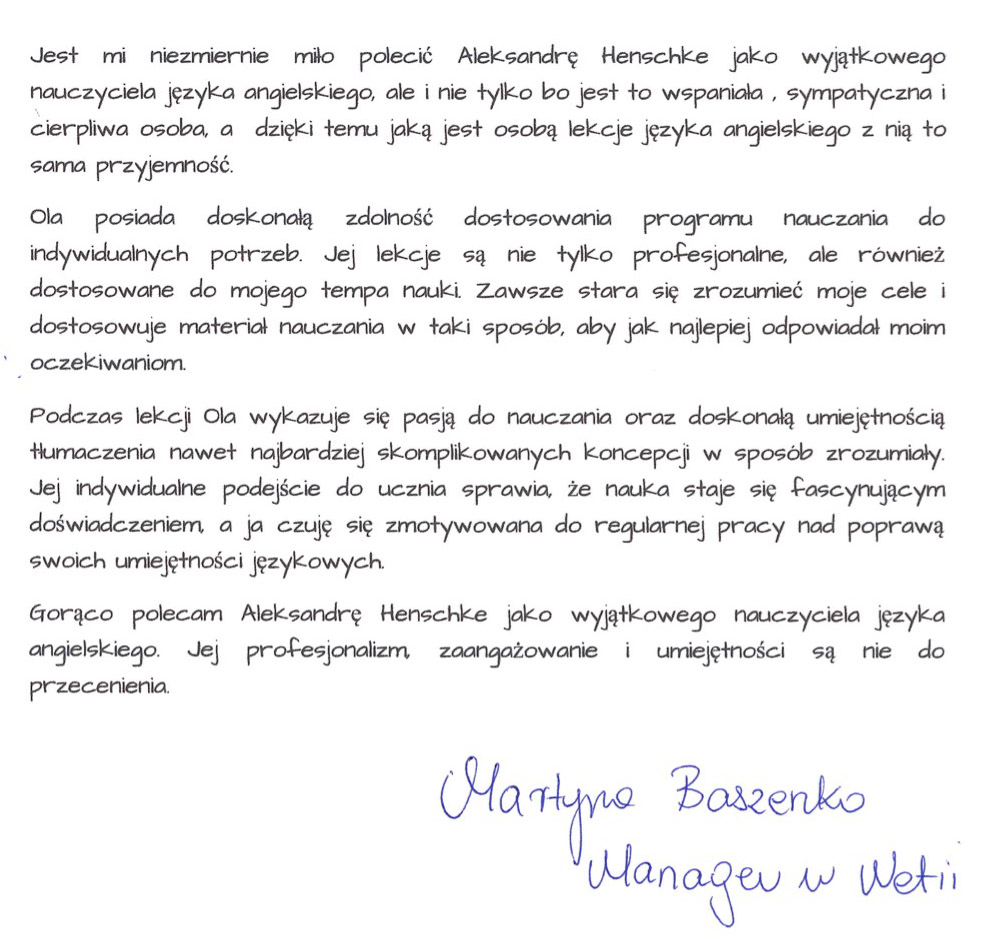 Jest mi niezmiernie miło polecić Aleksandrę Henschke jako wyjątkowego
nauczyciela języka angielskiego, ale i nie tylko bo jest to wspaniała , sympatyczna i
cierpliwa osoba, a dzięki temu jaką jest osobą lekcje języka angielskiego z nią to
sama przyjemność.
Ola posiada doskonałą zdolność dostosowania programu nauczania do
indywidualnych potrzeb. Jej lekcje są nie tylko profesjonalne, ale również
dostosowane do mojego tempa nauki. Zawsze stara się zrozumieć moje cele i
dostosowuje materiał nauczania w taki sposób, aby jak najlepiej odpowiadał moim
oczekiwaniom.
Podczas lekcji Ola wykazuje się pasją do nauczania oraz doskonałą umiejętnością
tłumaczenia nawet najbardziej skomplikowanych koncepcji w sposób zrozumiały.
Jej indywidualne podejście do ucznia sprawia, że nauka staje się fascynującym
doświadczeniem, a ja czuję się zmotywowana do regularnej pracy nad poprawą
swoich umiejętności językowych.
Gorąco polecam Aleksandrę Henschke jako wyjątkowego nauczyciela języka
angielskiego. Jej profesjonalizm, zaangażowanie i umiejętności są nie do
przecenienia.
Martyna Baszenko
Manager w Wetii